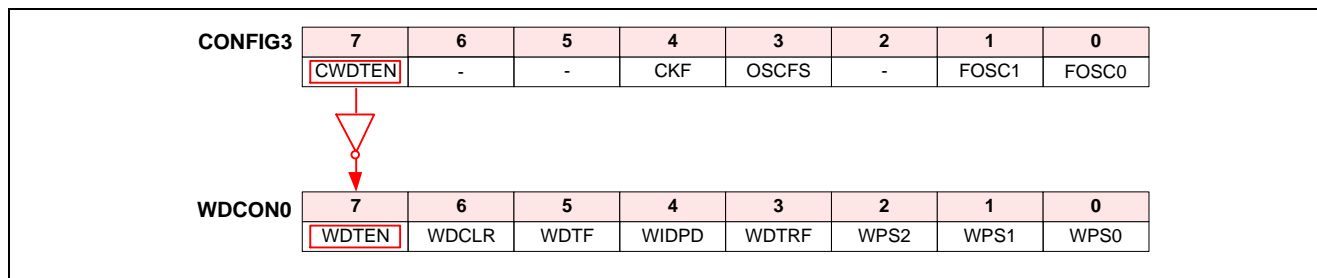 CONFIG3 7 6 5 4 3 2 1 0
CWDTEN - - CKF OSCFS - FOSC1 FOSC0
WDCON0 7 6 5 4 3 2 1 0
WDTEN WDCLR WDTF WIDPD WDTRF WPS2 WPS1 WPS0